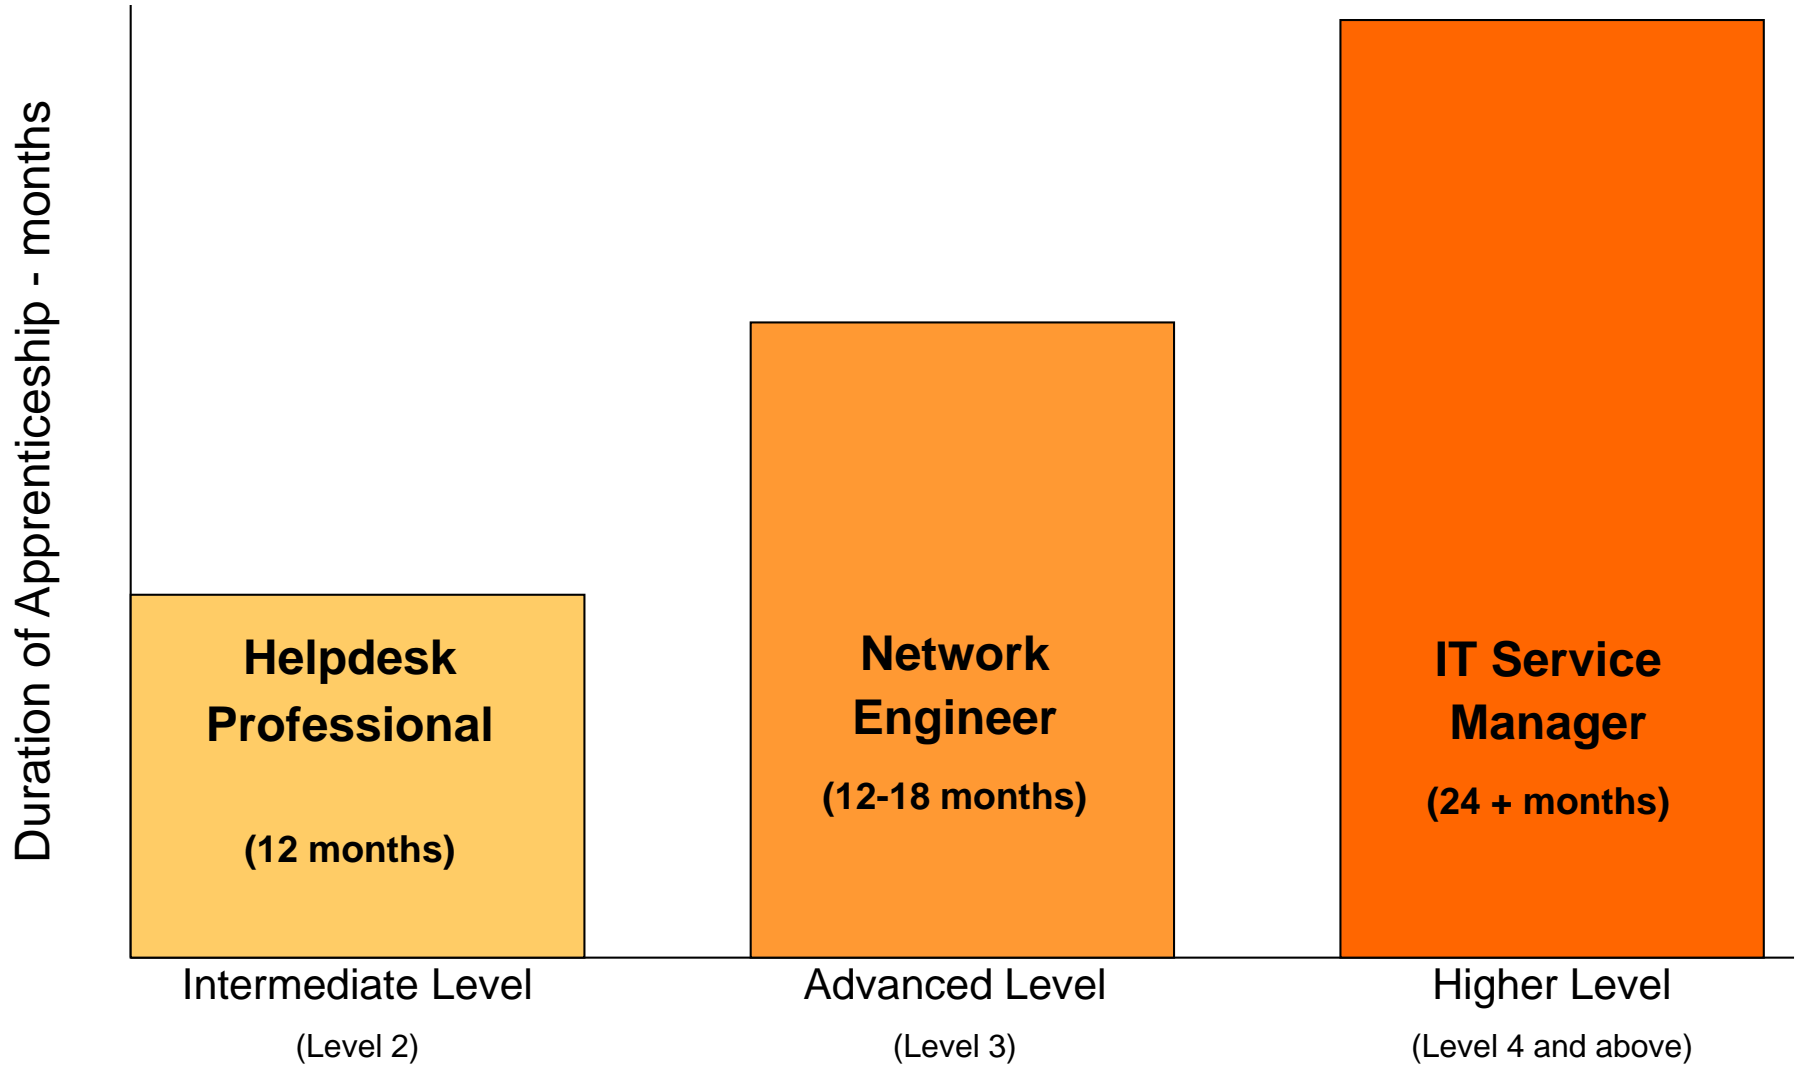 Duration of Apprenticeship - months
Helpdesk
Professional
(12 months)
Network
Engineer
(12-18 months)
IT Service
Manager
(24 + months)
Intermediate Level
(Level 2)
Advanced Level
(Level 3)
Higher Level
(Level 4 and above)